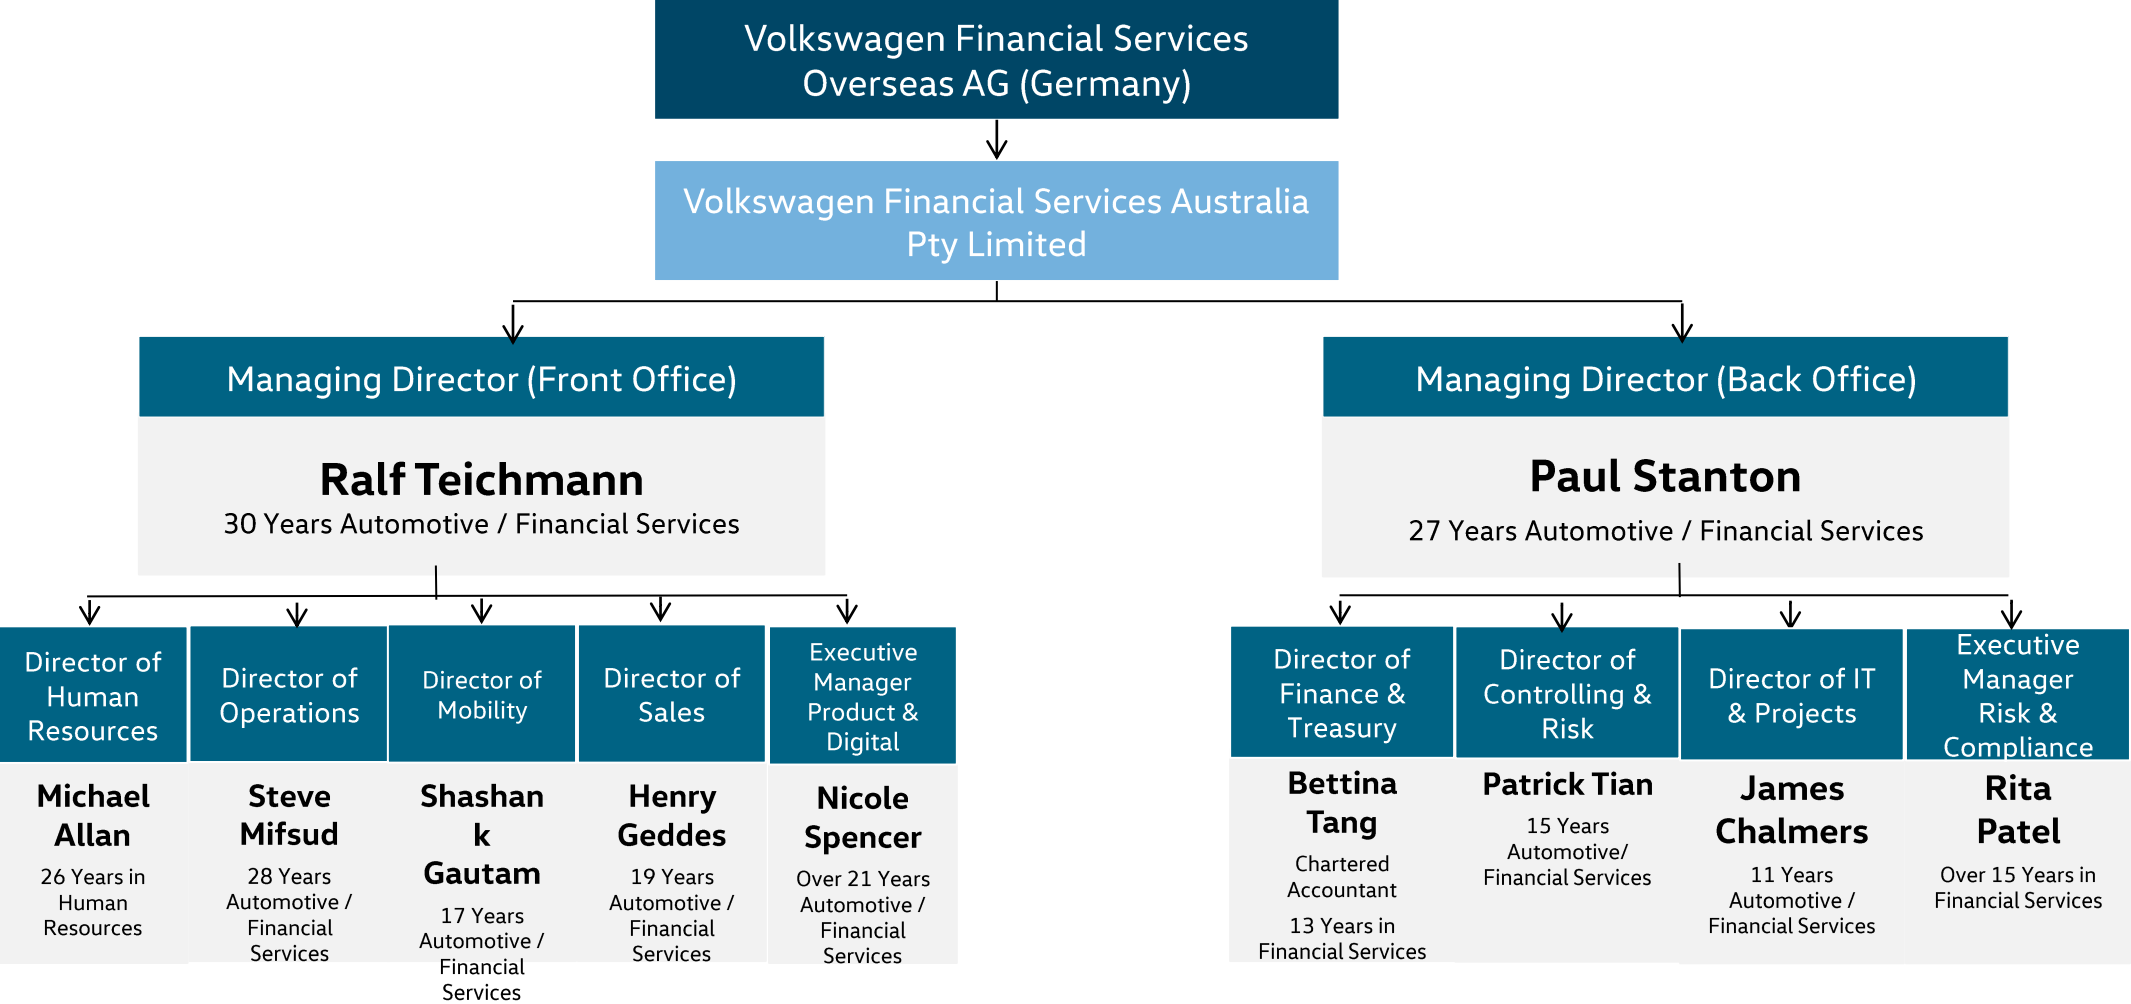 Volkswagen Financial Services
Overseas AG (Germany)
Volkswagen Financial Services Australia
Pty Limited
Managing Director (Front Office)
Ralf Teichmann
30 Years Automotive / Financial Services
Managing Director (Back Office)
Paul Stanton
27 Years Automotive / Financial Services
Director of
Human
Resources
Michael
Allan
26 Years in
Human
Resources
Director of
Operations
Steve
Mifsud
28 Years
Automotive /
Financial
Services
Director of
Mobility
Shashan
k
Gautam
17 Years
Automotive /
Financial
Services
Director of
Sales
Henry
Geddes
19 Years
Automotive /
Financial
Services
Executive
Manager
Product &
Digital
Nicole
Spencer
Over 21 Years
Automotive /
Financial
Services
Director of
Finance &
Treasury
Bettina
Tang
Chartered
Accountant
13 Years in
Financial Services
Director of
Controlling &
Risk
Patrick Tian
15 Years
Automotive/
Financial Services
Director of IT
& Projects
James
Chalmers
11 Years
Automotive /
Financial Services
Executive
Manager
Risk &
Compliance
Rita
Patel
Over 15 Years in
Financial Services